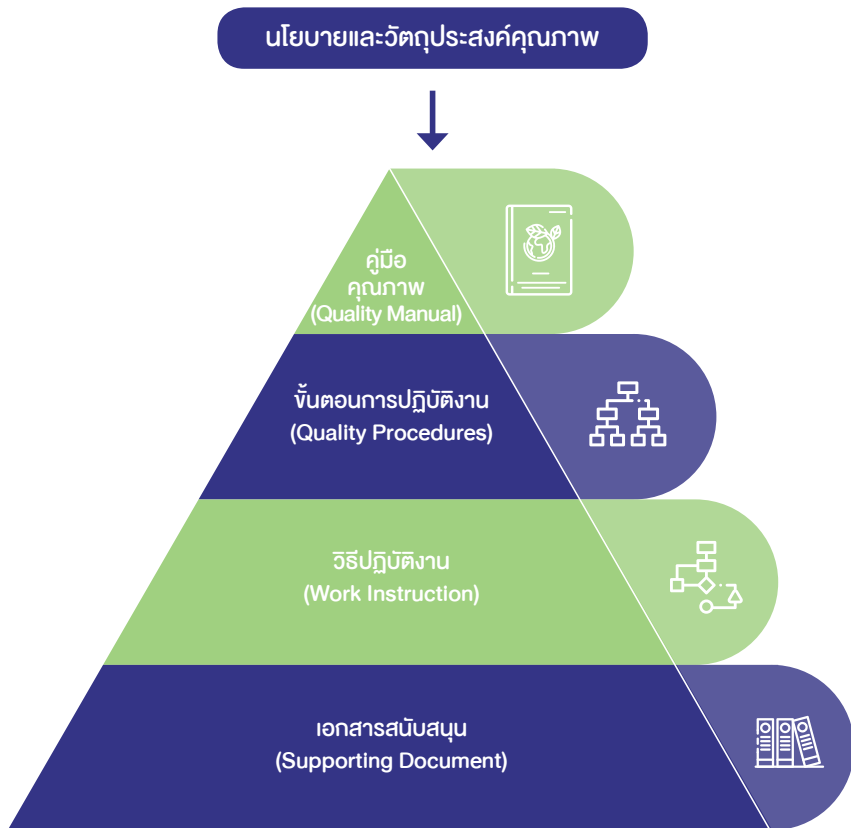 นโยบายและวัตถุประสงค์คุณภาพ
คู่มือ
คุณภาพ
(Quality Manual)
ขั้นตอนการปฏิบัติงาน
(Quality Procedures)
วิธีปฏิบัติงาน
(Work Instruction)
เอกสารสนับสนุน
(Supporting Document)